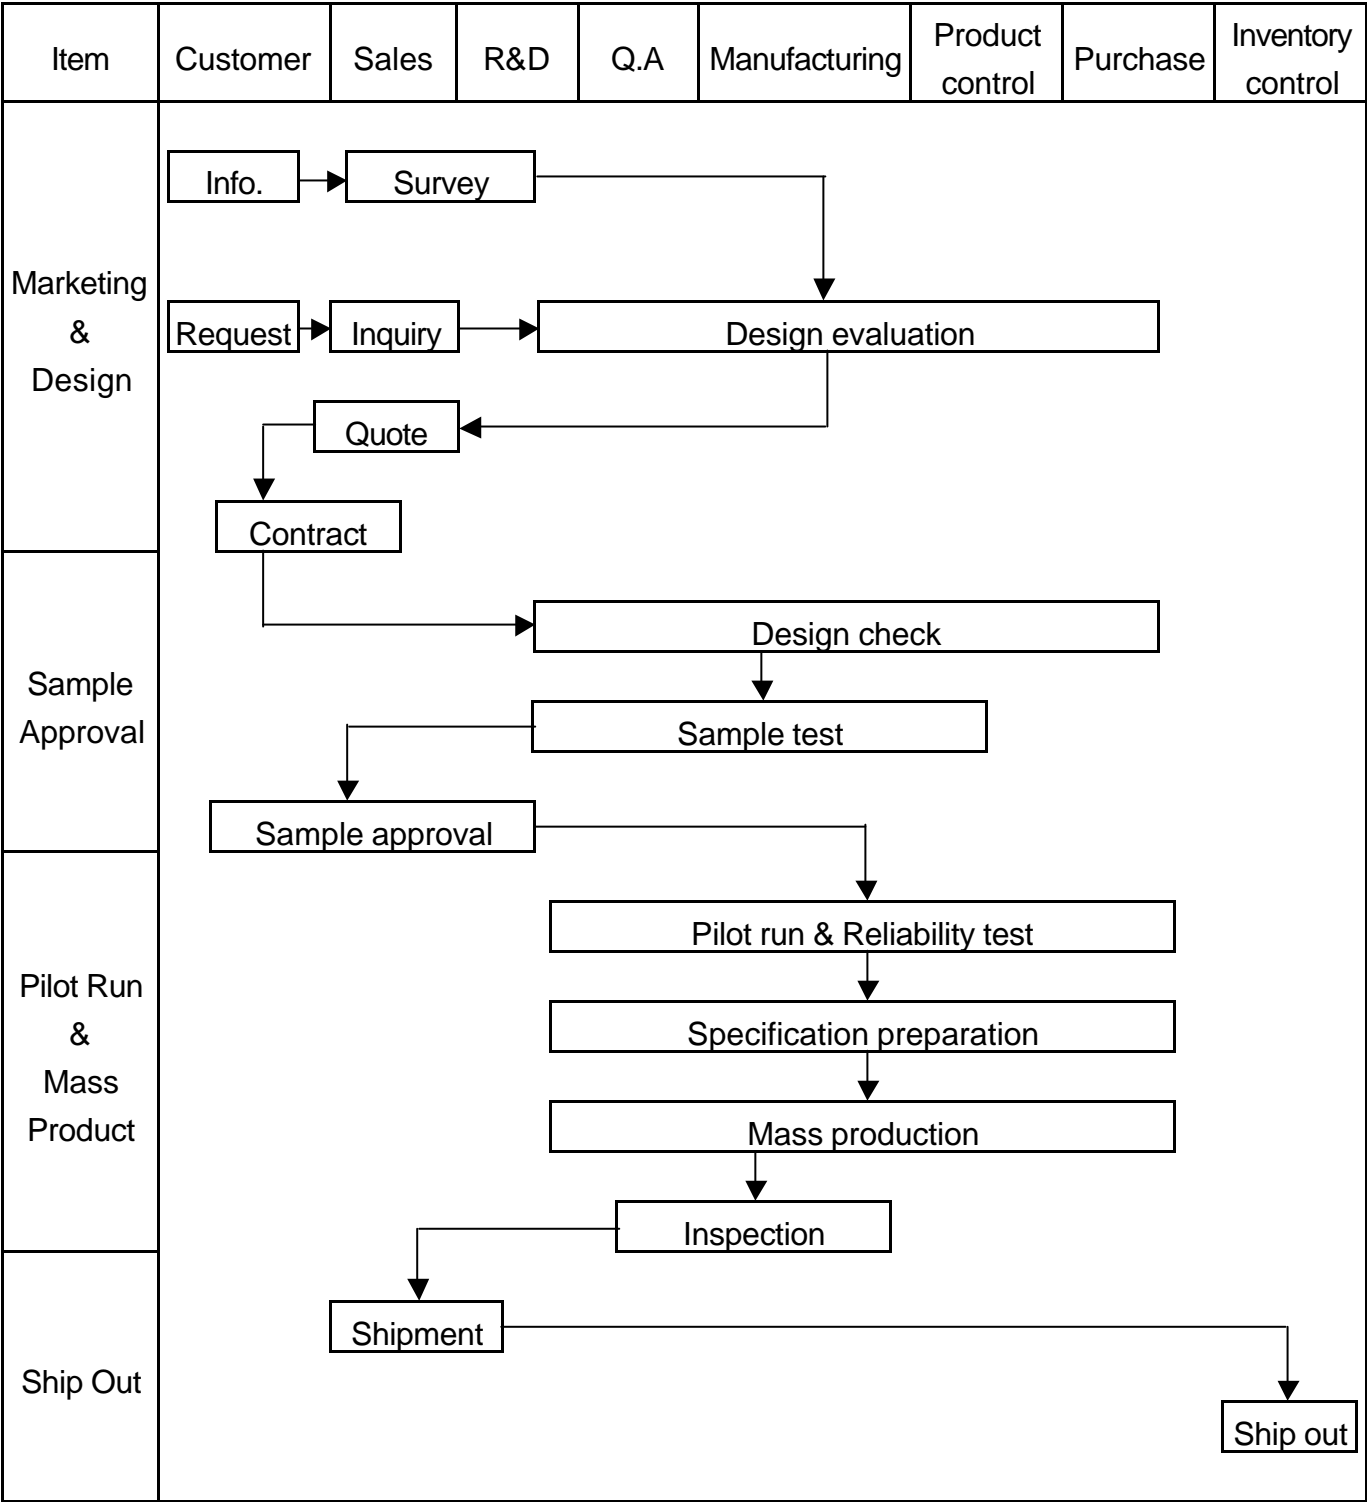 Item
Customer
Sales
R&D
Q.A
Manufacturing
Product
control
Purchase
Inventory
control
Marketing
&
Design
Info.
Survey
Request
Inquiry
Design evaluation
Quote
Contract
Sample
Approval
Design check
Sample test
Sample approval
Pilot Run
&
Mass
Product
Pilot run & Reliability test
Specification preparation
Mass production
Inspection
Ship Out
Shipment
Ship out